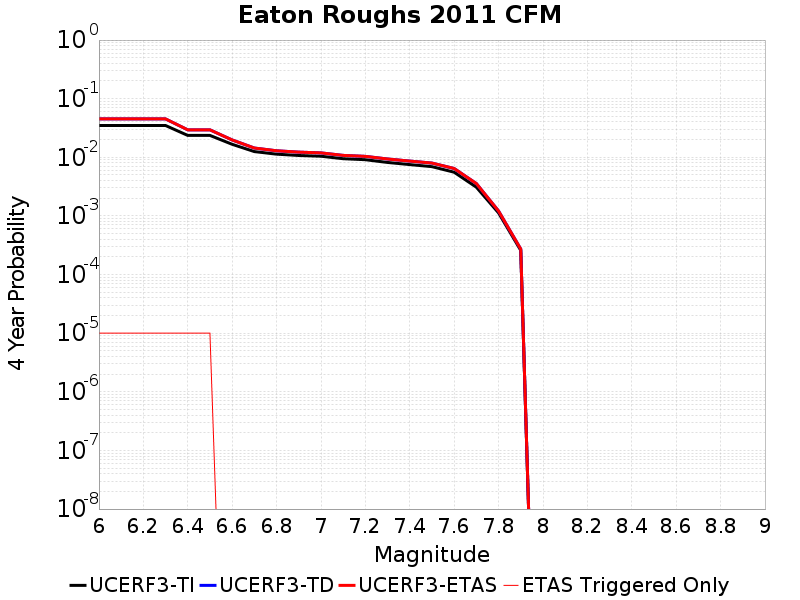 Eaton Roughs 2011 CFM
4 Year Probability
10^0
10^-1
10^-2
10^-3
10^-4
10^-5
10^-6
10^-7
10^-8
6 6.2 6.4 6.6 6.8 7 7.2 7.4 7.6 7.8 8 8.2 8.4 8.6 8.8 9
Magnitude
UCERF3-TI UCERF3-TD UCERF3-ETAS ETAS Triggered Only